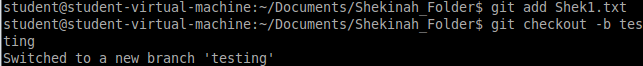 student@student-virtual-machine:~/Documents/Shekinah_Folder$ git add Shek1.txt
student@student-virtual-machine:~/Documents/Shekinah_Folder$ git checkout -b tes
ting
Switched to a new branch 'testing'